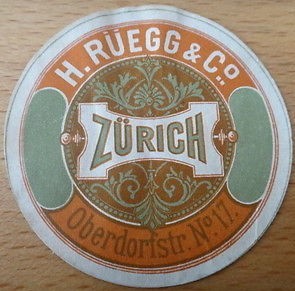 H. RÜEGG & Co.
ZÜRICH
Oberdorfstr. No. 17.